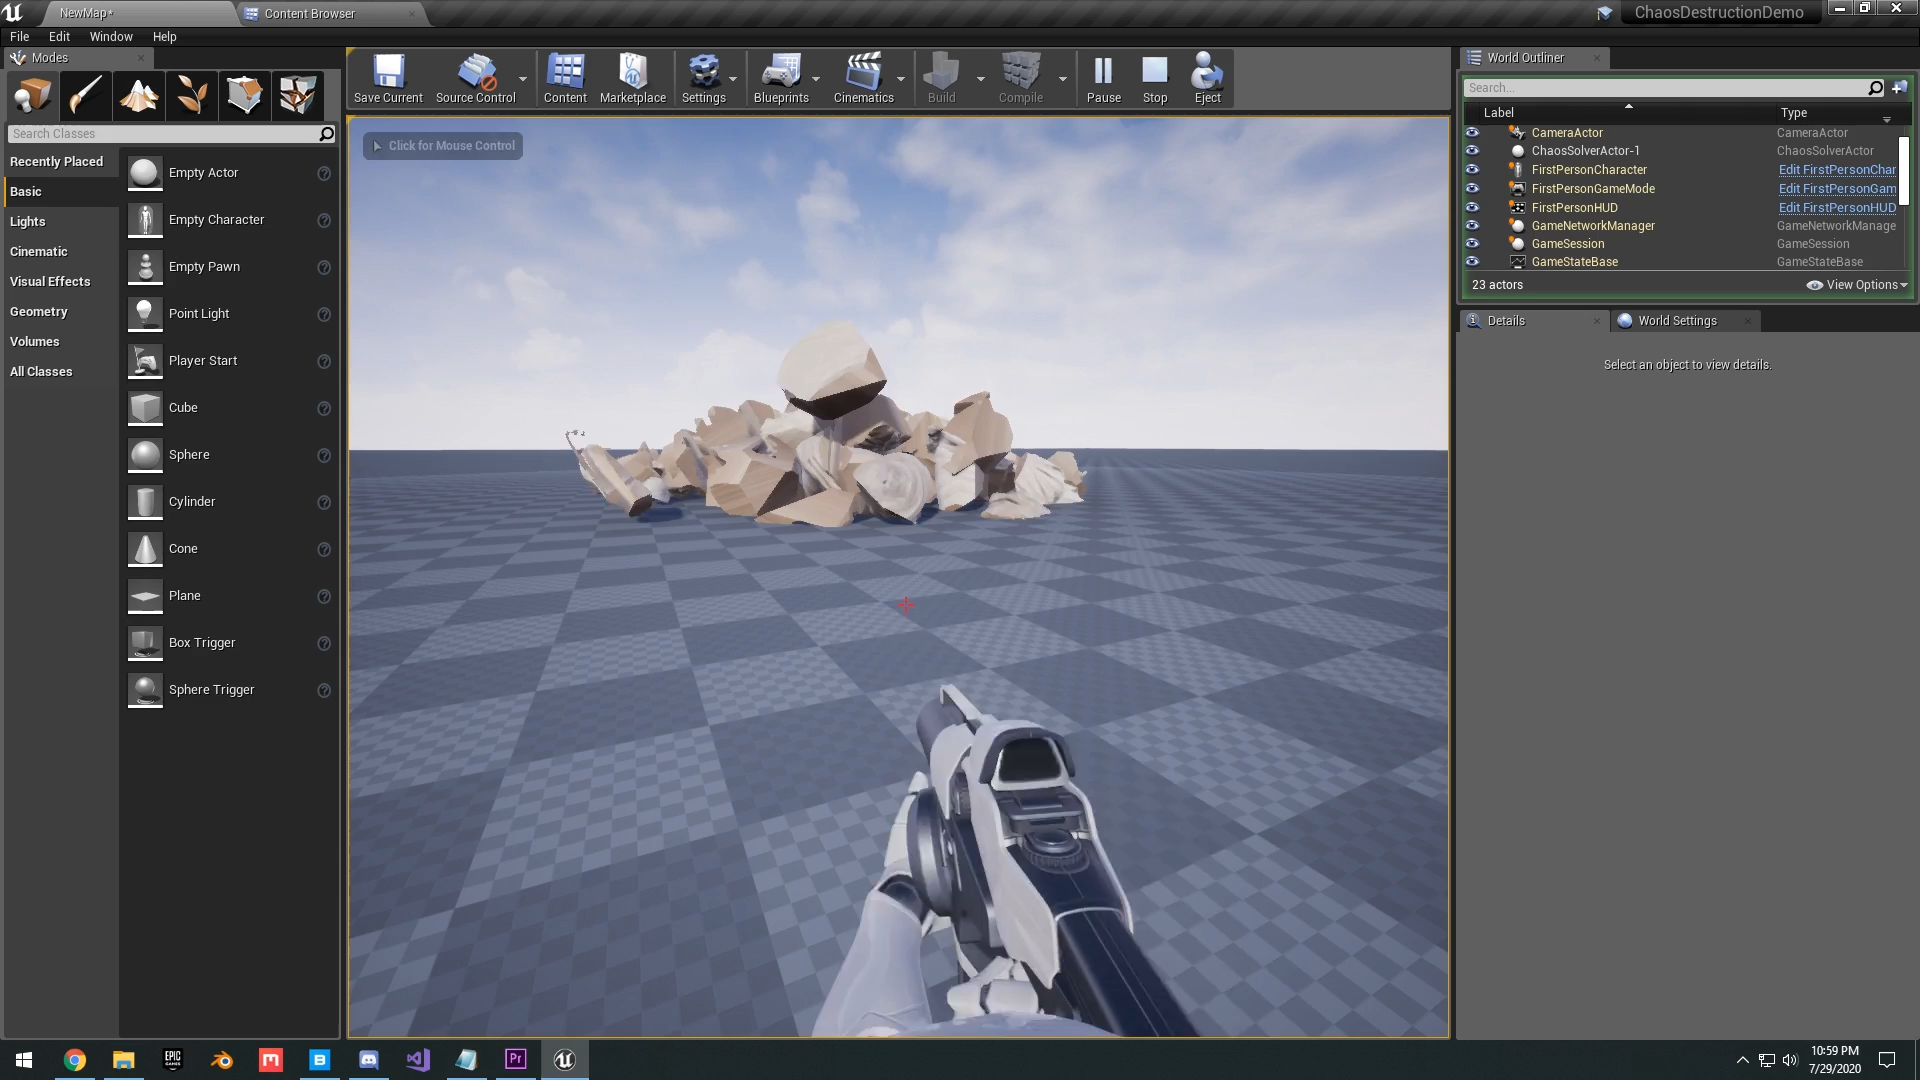 NewMap*
Content Browser
ChaosDestructionDemo
File Edit Window Help
Modes
Search Classes
Recently Placed
Basic
Lights
Cinematic
Visual Effects
Geometry
Volumes
All Classes
Empty Actor
Empty Character
Empty Pawn
Point Light
Player Start
Cube
Sphere
Cylinder
Cone
Plane
Box Trigger
Sphere Trigger
Save Current
Source Control
Content
Marketplace
Settings
Blueprints
Cinematics
Build
Compile
Pause
Stop
Eject
Click for Mouse Control
World Outliner
Search...
Label Type
CameraActor CameraActor
ChaosSolverActor-1 ChaosSolverActor
FirstPersonCharacter Edit FirstPersonChar
FirstPersonGameMode Edit FirstPersonGam
FirstPersonHUD Edit FirstPersonHUD
GameNetworkManager GameNetworkManage
GameSession GameSession
GameStateBase GameStateBase
23 actors
View Options
Details
World Settings
Select an object to view details.
EPIC
GAMES
Pr
10:59 PM
7/29/2020